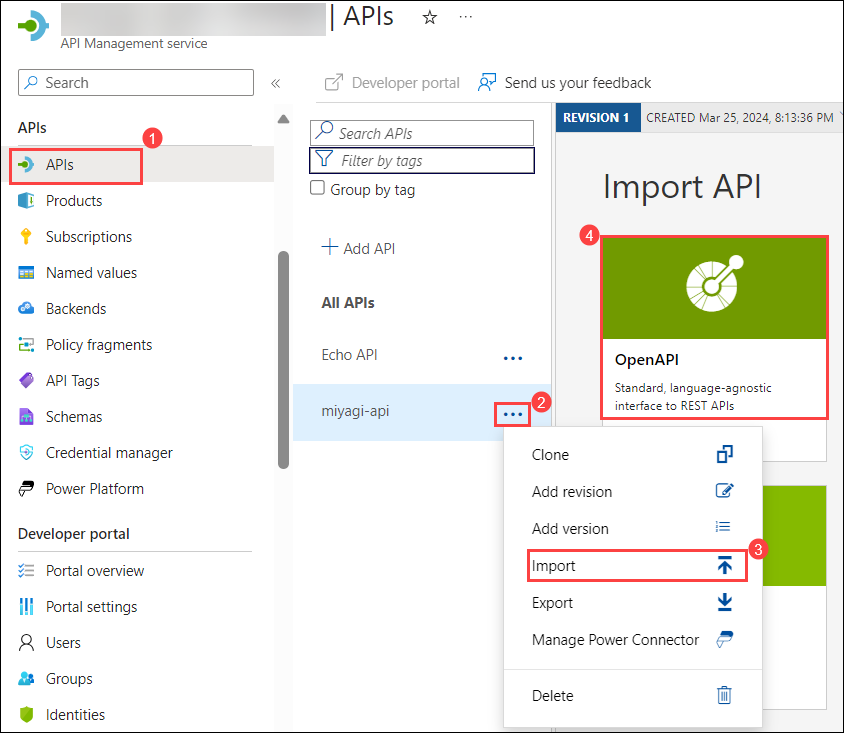 | APIs
API Management service
Search
«
Developer portal
Send us your feedback
APIs
1
APIs
Products
Subscriptions
Named values
Backends
Policy fragments
API Tags
Schemas
Credential manager
Power Platform
Developer portal
Portal overview
Portal settings
Users
Groups
Identities
Search APIs
Filter by tags
Group by tag
Add API
All APIs
Echo API
miyagi-api
2
Clone
Add revision
Add version
Import
3
Export
Manage Power Connector
Delete
REVISION 1
CREATED Mar 25, 2024, 8:13:36 PM
Import API
4
OpenAPI
Standard, language-agnostic
interface to REST APIs